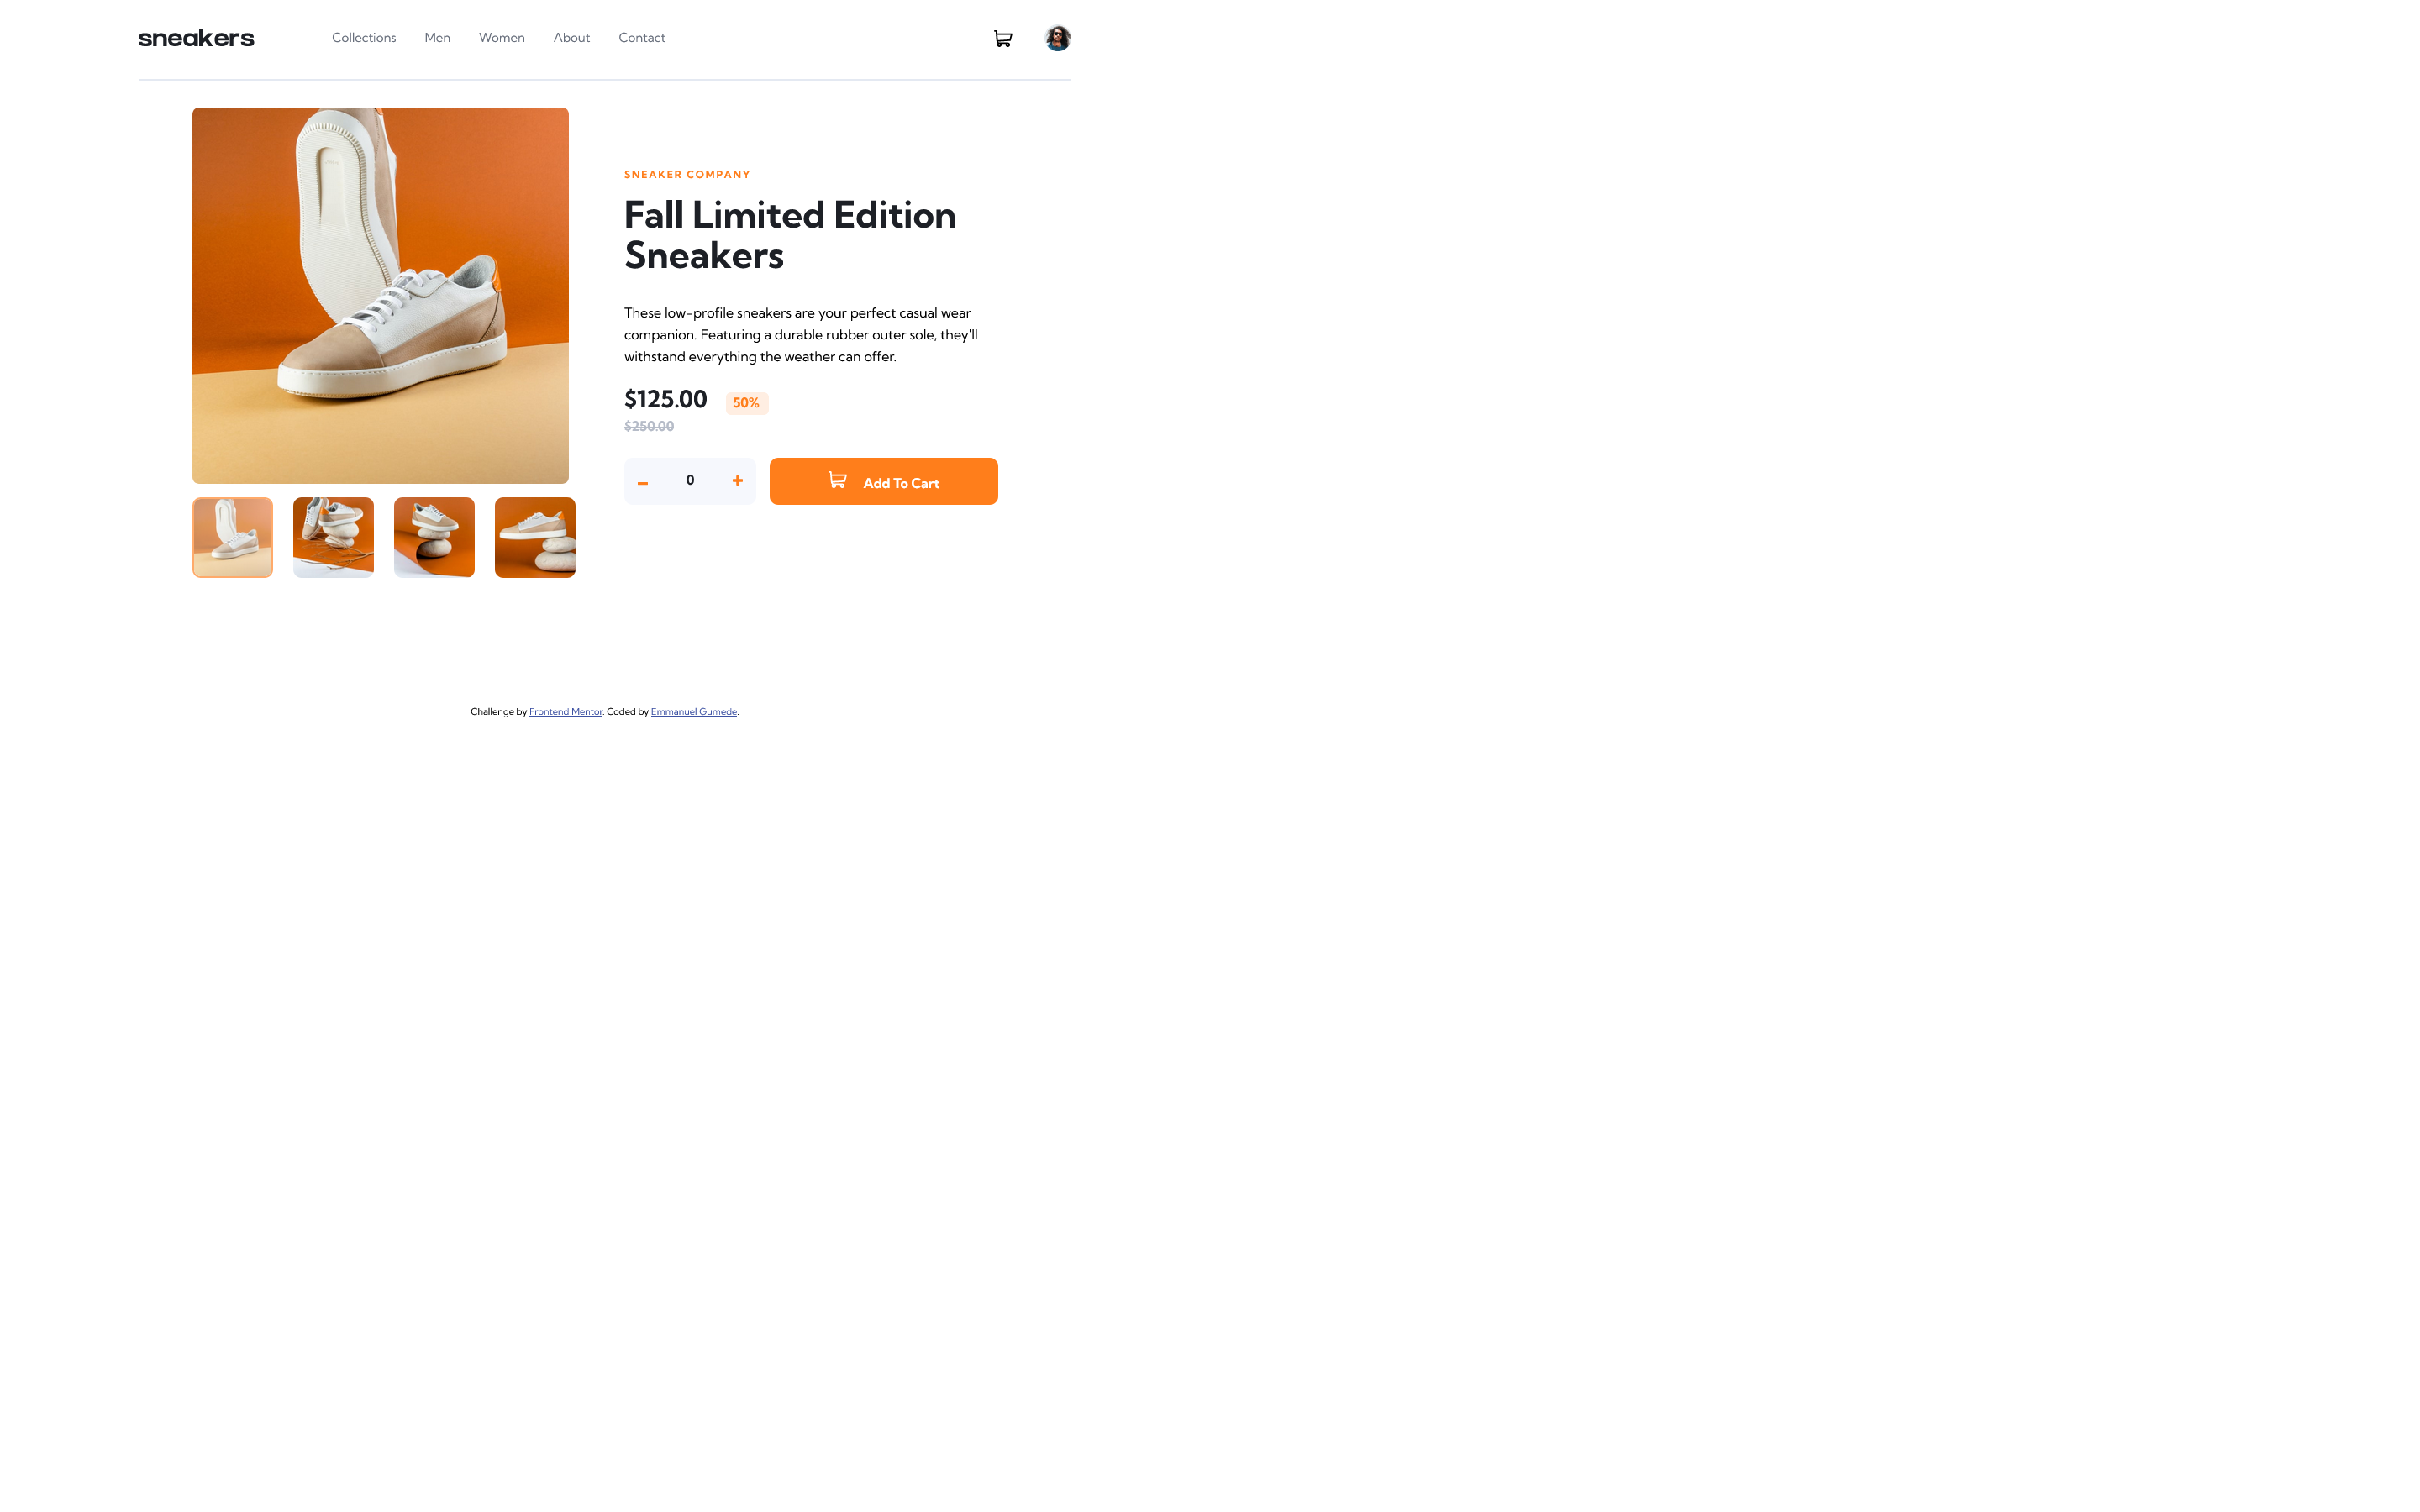 sneakers
Collections Men Women About Contact
SNEAKER COMPANY
Fall Limited Edition
Sneakers
These low-profile sneakers are your perfect casual wear
companion. Featuring a durable rubber outer sole, they'll
withstand everything the weather can offer.
$125.00 50%
$250.00
– 0 + Add To Cart
Challenge by Frontend Mentor. Coded by Emmanuel Gumede.